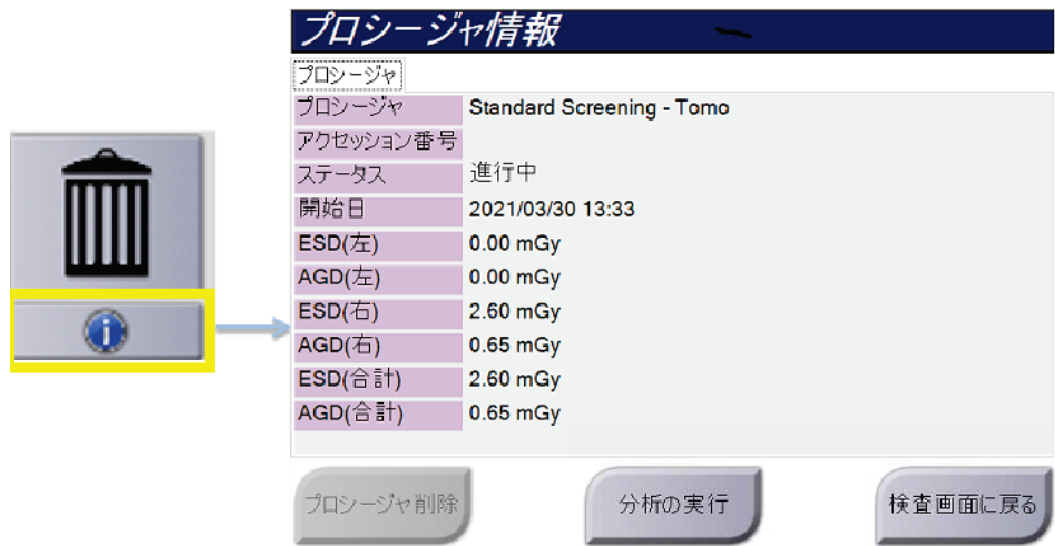 プロシージャ情報
プロシージャ
プロシージャ Standard Screening - Tomo
アクセッション番号
ステータス 進行中
開始日 2021/03/30 13:33
ESD(左) 0.00 mGy
AGD(左) 0.00 mGy
ESD(右) 2.60 mGy
AGD(右) 0.65 mGy
ESD(合計) 2.60 mGy
AGD(合計) 0.65 mGy
プロシージャ削除 分析の実行 検査画面に戻る